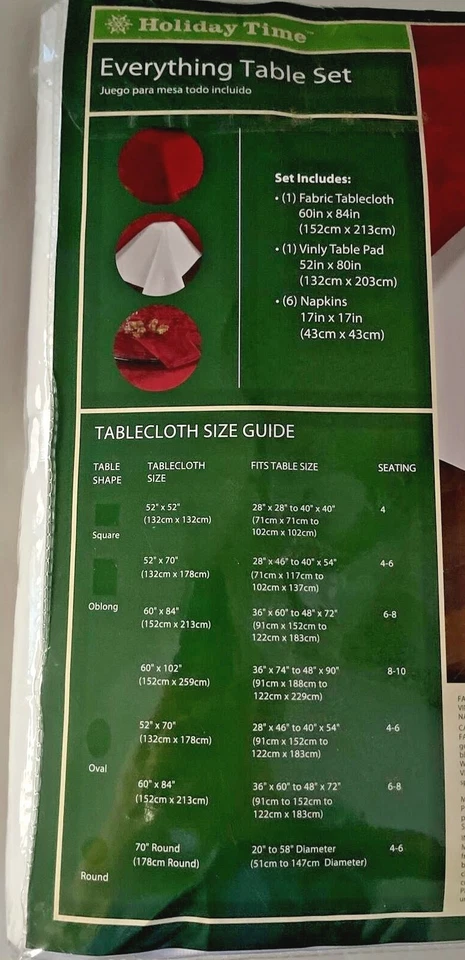 Holiday Time™
Everything Table Set
Juego para mesa todo incluido
Set Includes:
• (1) Fabric Tablecloth
60in x 84in
(152cm x 213cm)
• (1) Vinly Table Pad
52in x 80in
(132cm x 203cm)
• (6) Napkins
17in x 17in
(43cm x 43cm)
TABLECLOTH SIZE GUIDE
TABLE SHAPE TABLECLOTH SIZE FITS TABLE SIZE SEATING
Square
52" x 52" 28" x 28" to 40" x 40" 4
(132cm x 132cm) (71cm x 71cm to
102cm x 102cm)
52" x 70" 28" x 46" to 40" x 54" 4-6
(132cm x 178cm) (71cm x 117cm to
102cm x 137cm)
Oblong
60" x 84" 36" x 60" to 48" x 72" 6-8
(152cm x 213cm) (91cm x 152cm to
122cm x 183cm)
60" x 102" 36" x 74" to 48" x 90" 8-10
(152cm x 259cm) (91cm x 188cm to
122cm x 229cm)
52" x 70" 28" x 46" to 40" x 54" 4-6
(132cm x 178cm) (91cm x 152cm to
122cm x 183cm)
Oval
60" x 84" 36" x 60" to 48" x 72" 6-8
(152cm x 213cm) (91cm to 152cm to
122cm x 183cm)
70" Round 20" to 58" Diameter 4-6
(178cm Round) (51cm to 147cm Diameter)
Round